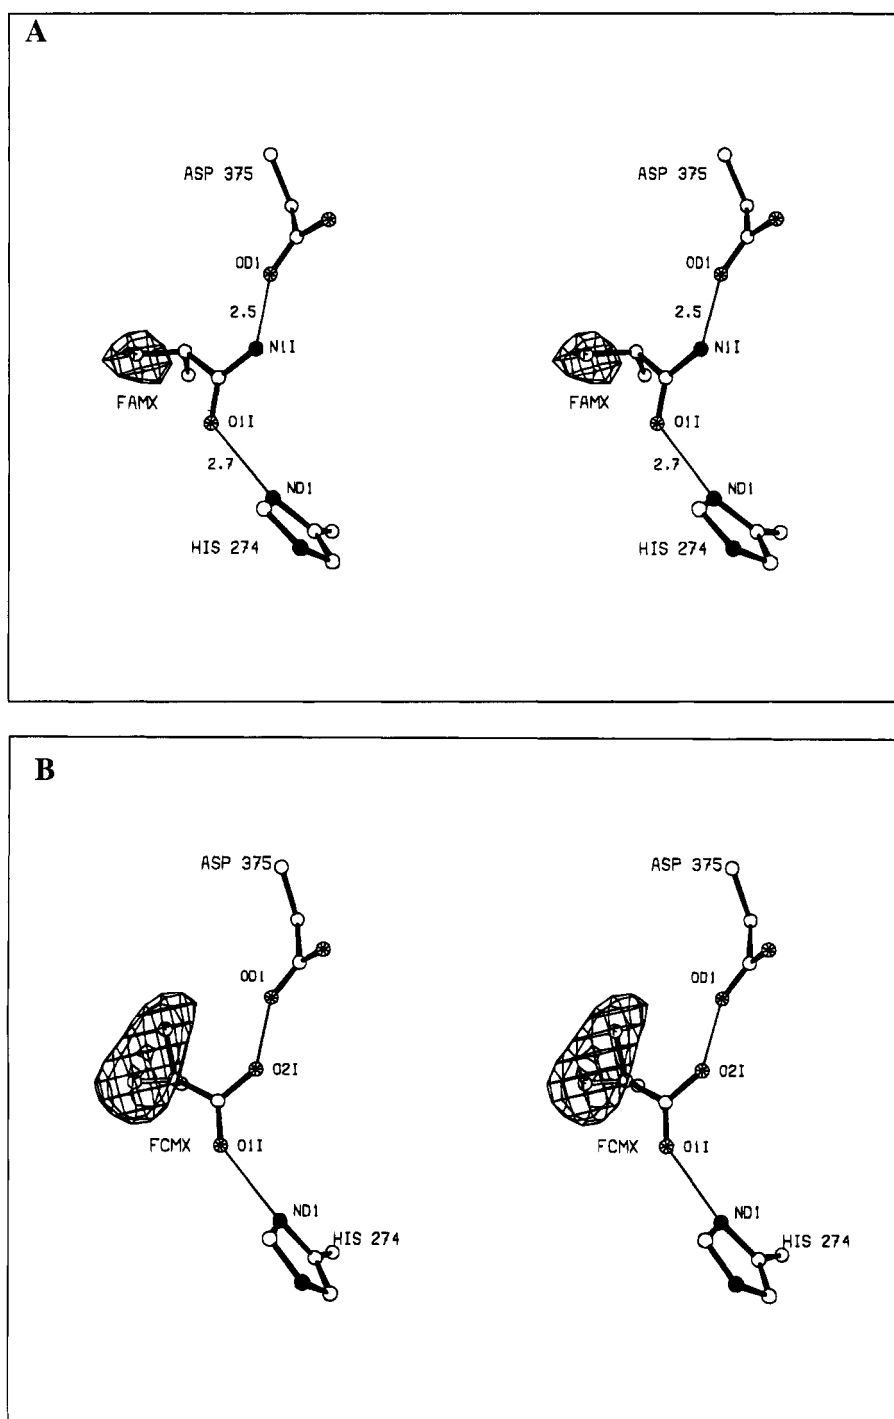 A
ASP 375
ASP 375
OD1
OD1
2.5
2.5
N1I
N1I
F
F
FAMX
FAMX
O1I
O1I
2.7
2.7
ND1
ND1
HIS 274
HIS 274
B
ASP 375
ASP 375
OD1
OD1
O2I
O2I
FCMX
FCMX
O1I
O1I
ND1
ND1
HIS 274
HIS 274